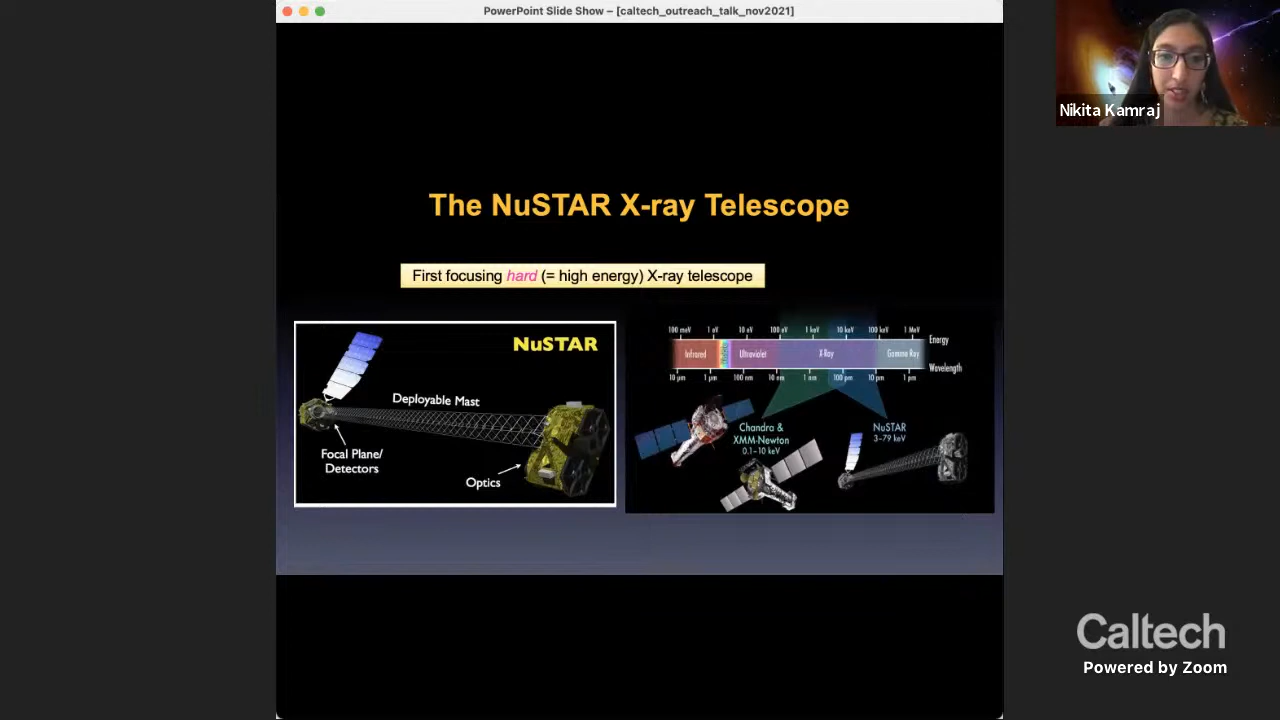 PowerPoint Slide Show – [caltech_outreach_talk_nov2021]
Nikita Kamraj
The NuSTAR X-ray Telescope
First focusing hard (= high energy) X-ray telescope
NuSTAR
Deployable Mast
Focal Plane/
Detectors
Optics
100 meV 1 eV 10 eV 100 eV 1 keV 10 keV 100 keV 1 MeV
Energy
Infrared Ultraviolet X-Ray Gamma Ray
Wavelength
10 µm 1 µm 100 nm 10 nm 1 nm 100 pm 10 pm 1 pm
Chandra &
XMM-Newton
0.1–10 keV
NuSTAR
3–79 keV
Caltech
Powered by Zoom